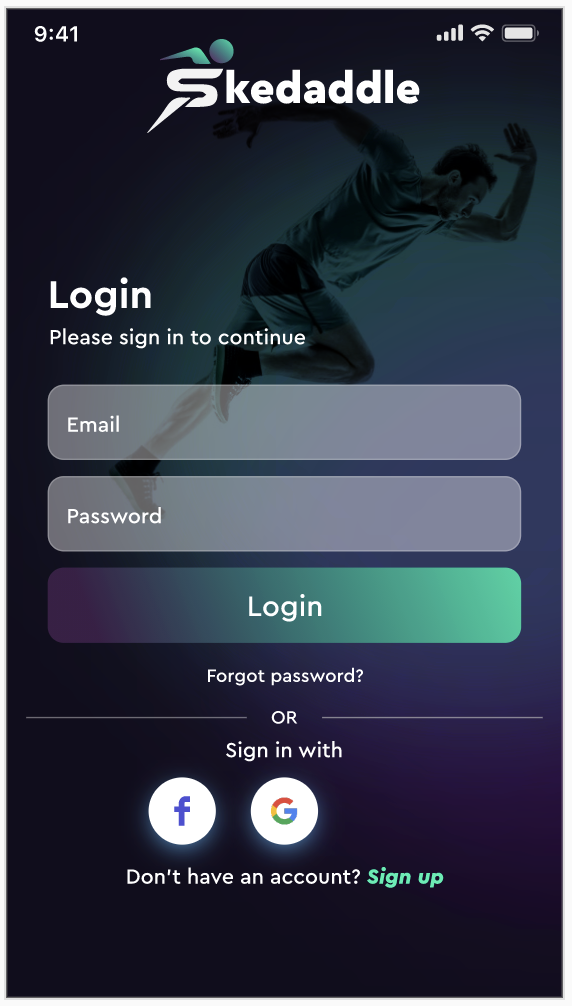 9:41
Skedaddle
Login
Please sign in to continue
Email
Password
Login
Forgot password?
OR
Sign in with
f
G
Don't have an account? Sign up